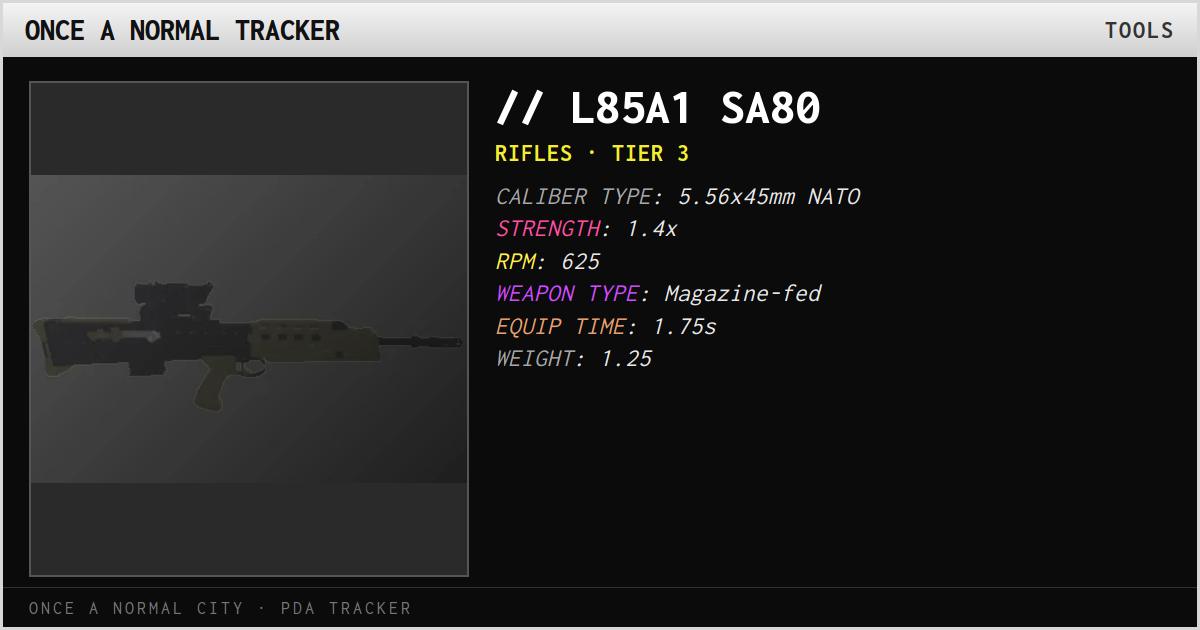 ONCE A NORMAL TRACKER
TOOLS
// L85A1 SA80
RIFLES · TIER 3
CALIBER TYPE: 5.56x45mm NATO
STRENGTH: 1.4x
RPM: 625
WEAPON TYPE: Magazine-fed
EQUIP TIME: 1.75s
WEIGHT: 1.25
ONCE A NORMAL CITY · PDA TRACKER